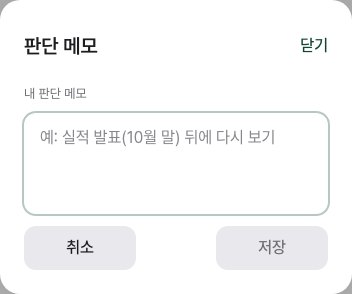 판단 메모
닫기
내 판단 메모
예: 실적 발표(10월 말) 뒤에 다시 보기
취소
저장